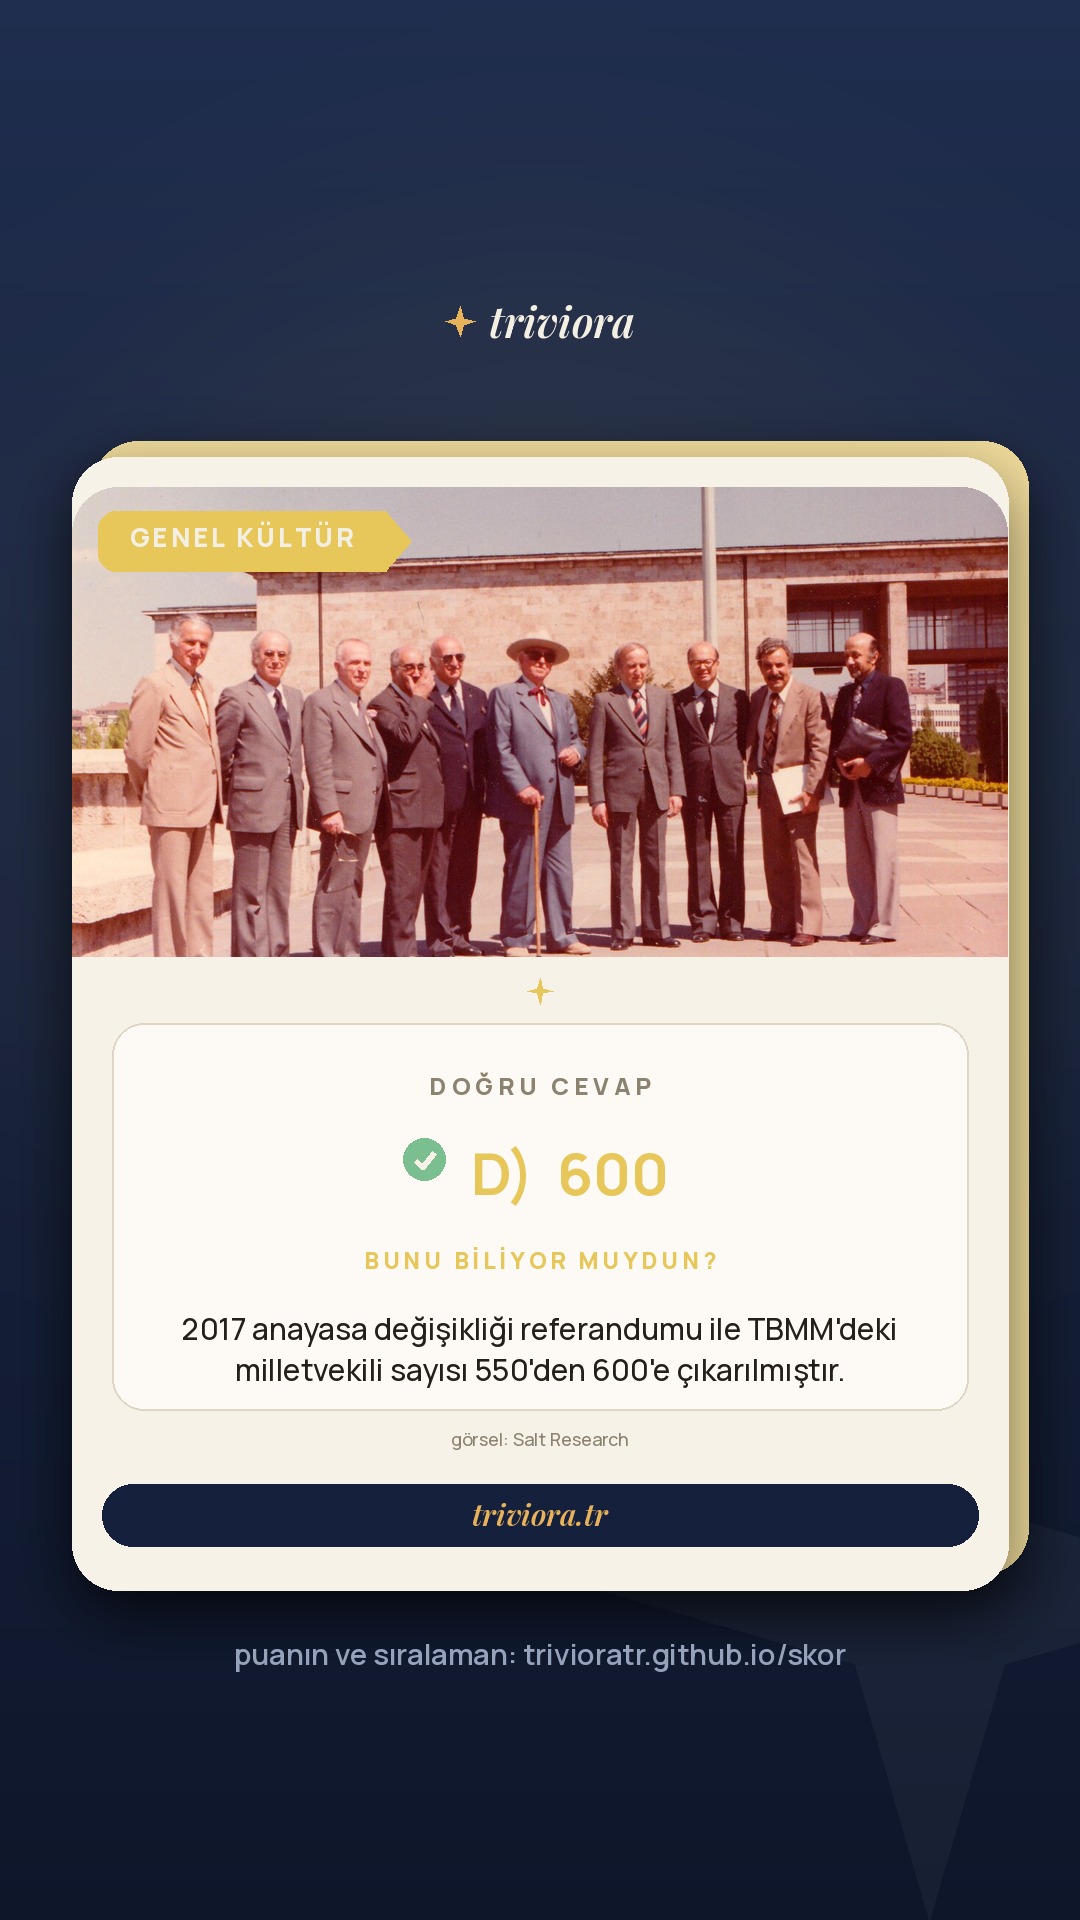 triviora
GENEL KÜLTÜR
DOĞRU CEVAP
D) 600
BUNU BİLİYOR MUYDUN?
2017 anayasa değişikliği referandumu ile TBMM'deki
milletvekili sayısı 550'den 600'e çıkarılmıştır.
görsel: Salt Research
triviora.tr
puanın ve sıralaman: trivioratr.github.io/skor